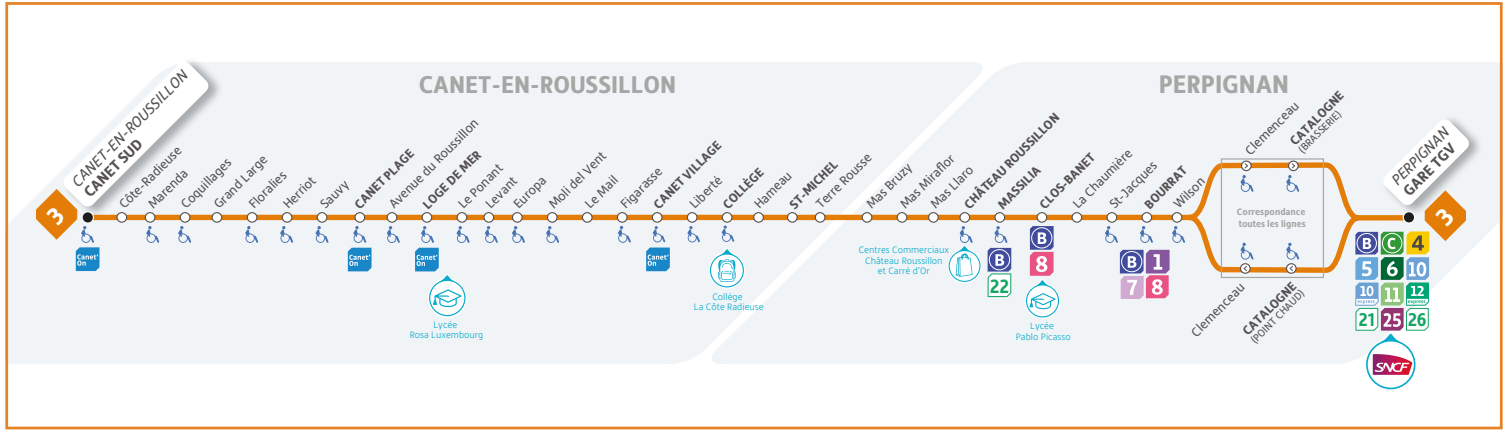 CANET-EN-ROUSSILLON
PERPIGNAN
3
CANET-EN-ROUSSILLON
CANET SUD
Côte-Radieuse
Marenda
Coquillages
Grand Large
Floralies
Herriot
Sauvy
CANET PLAGE
Avenue du Roussillon
LOGE DE MER
Le Ponant
Levant
Europa
Moli del Vent
Le Mail
Figarasse
CANET VILLAGE
Liberté
COLLÈGE
Hameau
ST-MICHEL
Terre Rousse
Mas Bruzy
Mas Miraflor
Mas Llaro
CHÂTEAU ROUSSILLON
MASSILIA
CLOS-BANET
La Chaumière
St-Jacques
BOURRAT
Wilson
Clemenceau
CATALOGNE
(BRASSERIE)
Correspondance
toutes les lignes
Clemenceau
CATALOGNE
(POINT CHAUD)
PERPIGNAN
GARE TGV
3
Canet'
On
Canet'
On
Canet'
On
Canet'
On
Lycée
Rosa Luxembourg
Collège
La Côte Radieuse
Centres Commerciaux
Château Roussillon
et Carré d'Or
B
22
B
8
Lycée
Pablo Picasso
B 1
7 8
B C 4
5 6 10
10 express 11 12 express
21 25 26
SNCF